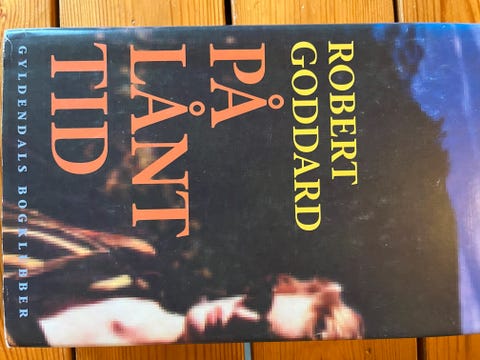 ROBERT
GODDARD
PÅ
LÅNT
TID
GYLDENDALS BOGKLUBBER